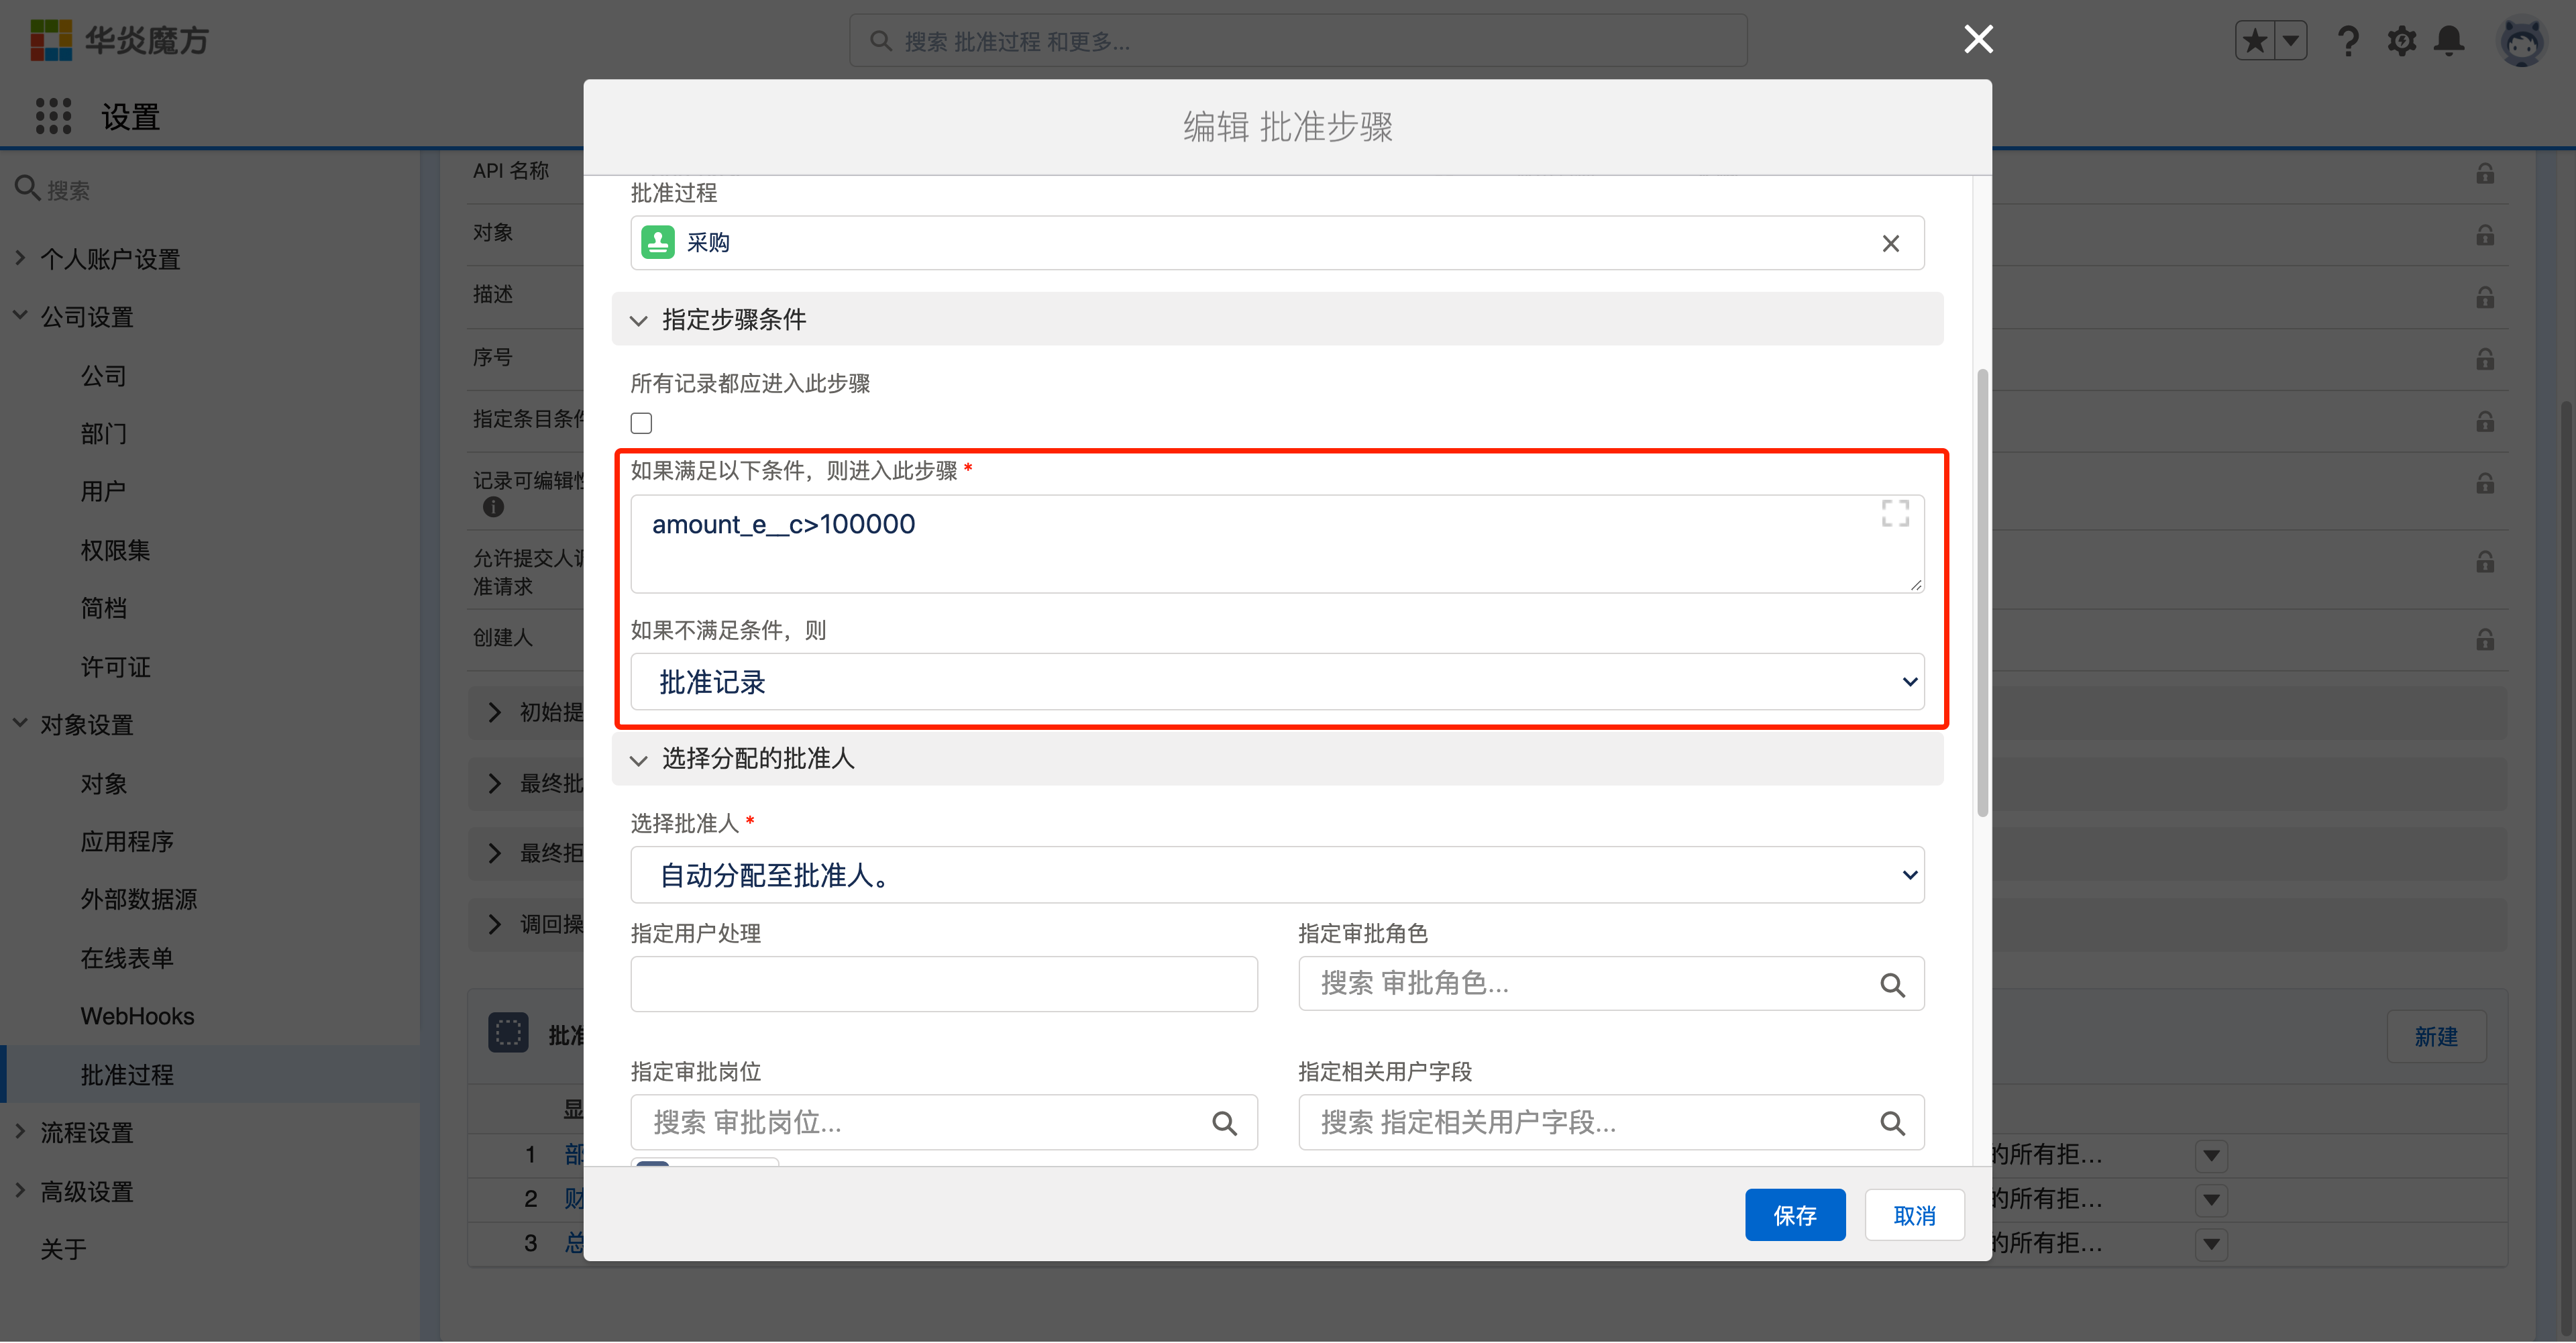 华炎魔方
搜索 批准过程 和更多...
设置
搜索
个人账户设置
公司设置
公司
部门
用户
权限集
简档
许可证
对象设置
对象
应用程序
外部数据源
在线表单
WebHooks
批准过程
流程设置
高级设置
关于
API 名称
对象
描述
序号
指定条目条件
记录可编辑性
允许提交人调
准请求
创建人
初始提
最终批
最终拒
调回操
批准
新建
显
1 部
的所有拒...
2 财
的所有拒...
3 总
的所有拒...
编辑 批准步骤
批准过程
采购
指定步骤条件
所有记录都应进入此步骤
如果满足以下条件，则进入此步骤 *
amount_e__c>100000
如果不满足条件，则
批准记录
选择分配的批准人
选择批准人 *
自动分配至批准人。
指定用户处理
指定审批角色
搜索 审批角色...
指定审批岗位
指定相关用户字段
搜索 审批岗位...
搜索 指定相关用户字段...
保存
取消